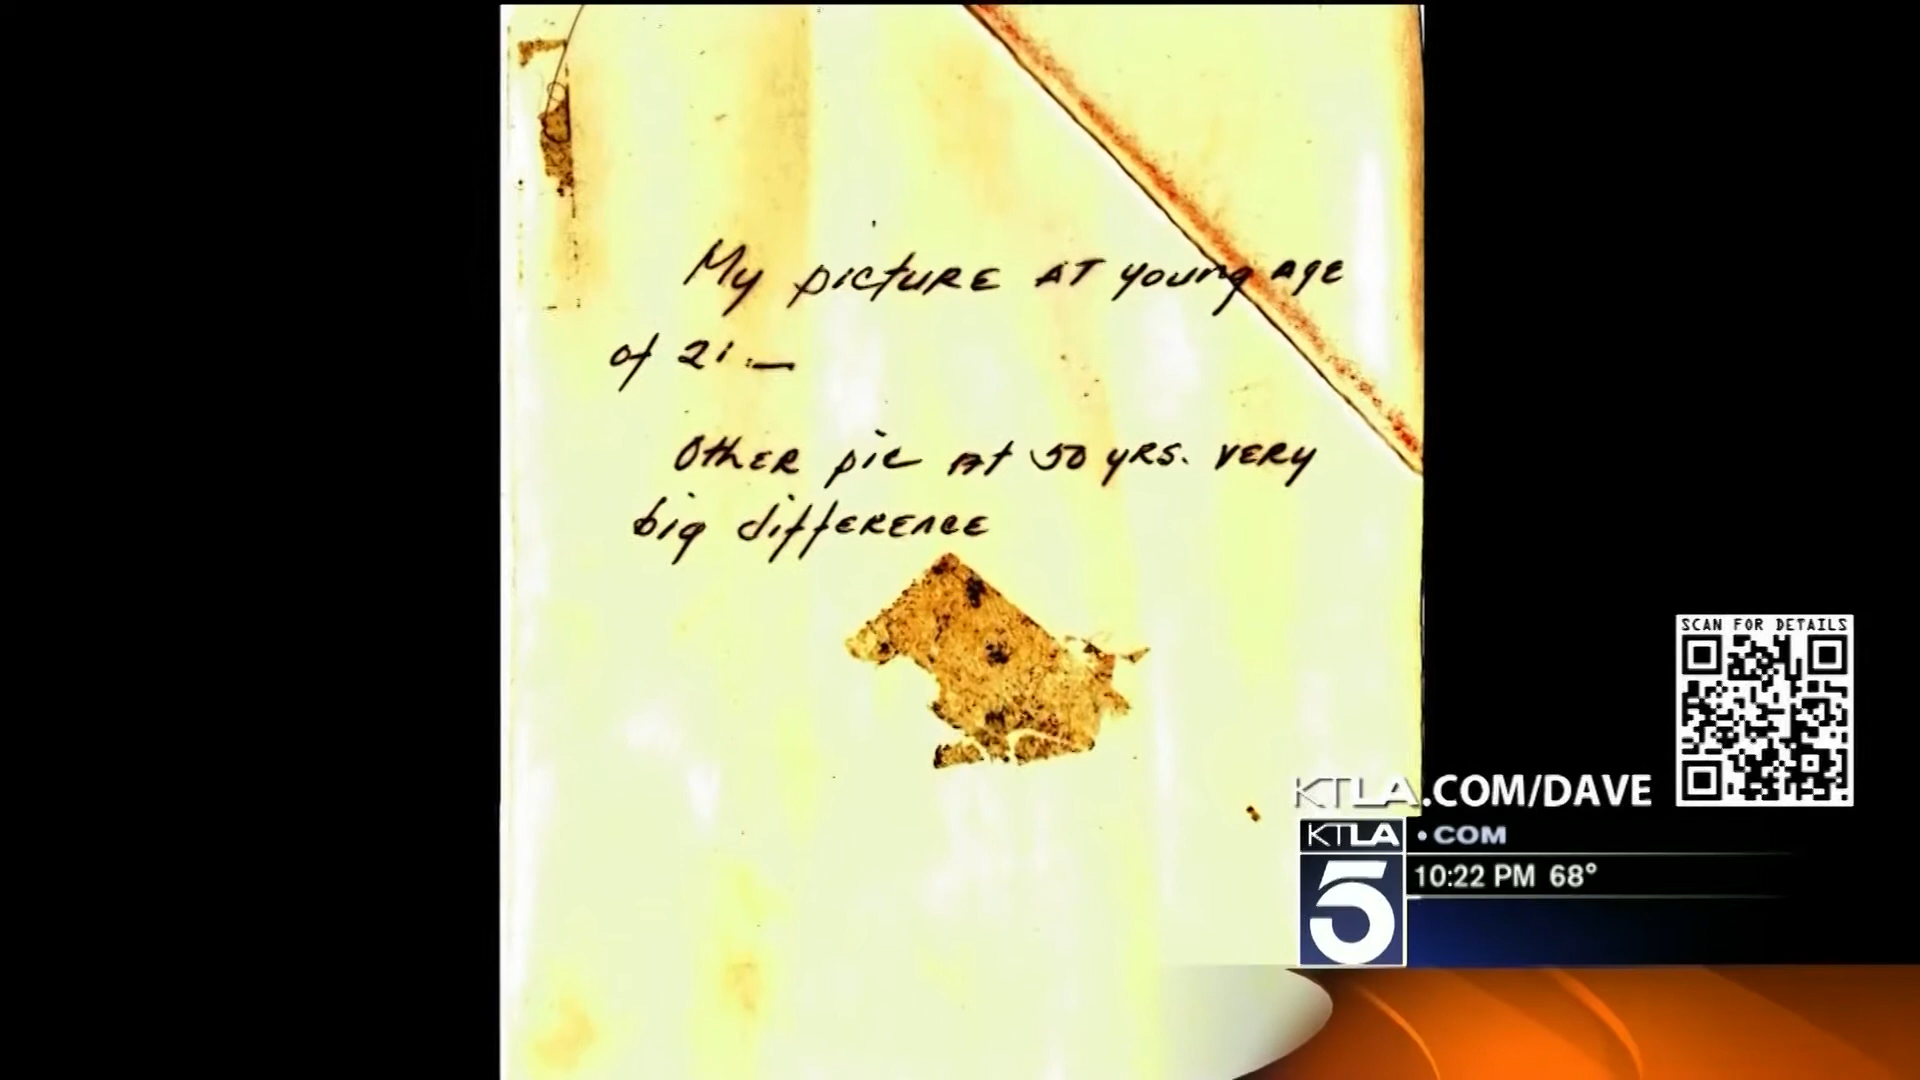 My picture at young age
of 21.—
Other pic at 50 yrs. very
big difference
SCAN FOR DETAILS
KTLA.COM/DAVE
KTLA.COM
5
10:22 PM 68°